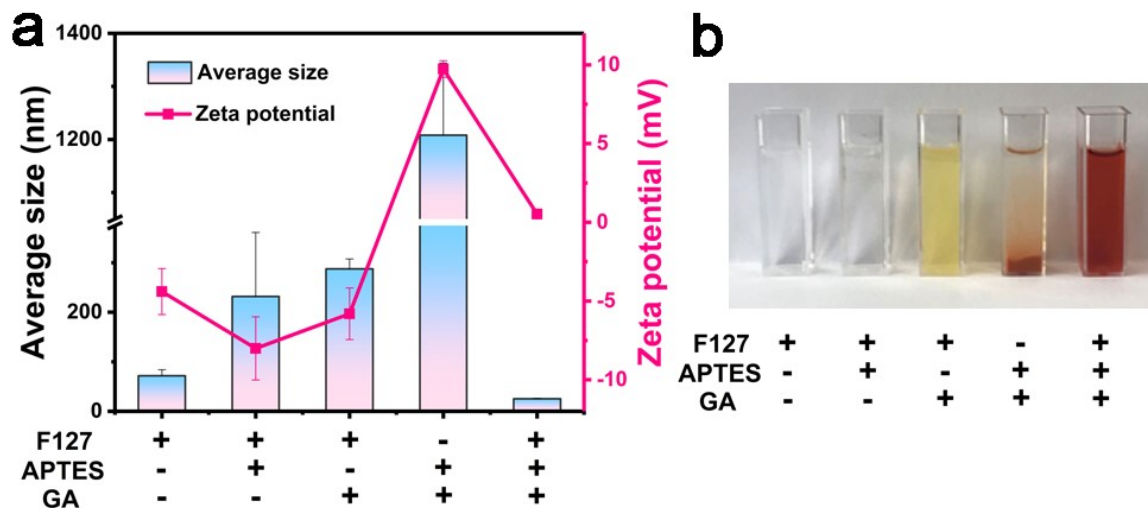 a
b
1400
1200
200
0
Average size (nm)
Average size
Zeta potential
10
5
0
-5
-10
Zeta potential (mV)
F127 + + + - +
APTES - + - + +
GA - - + + +
F127 + + + - +
APTES - + - + +
GA - - + + +